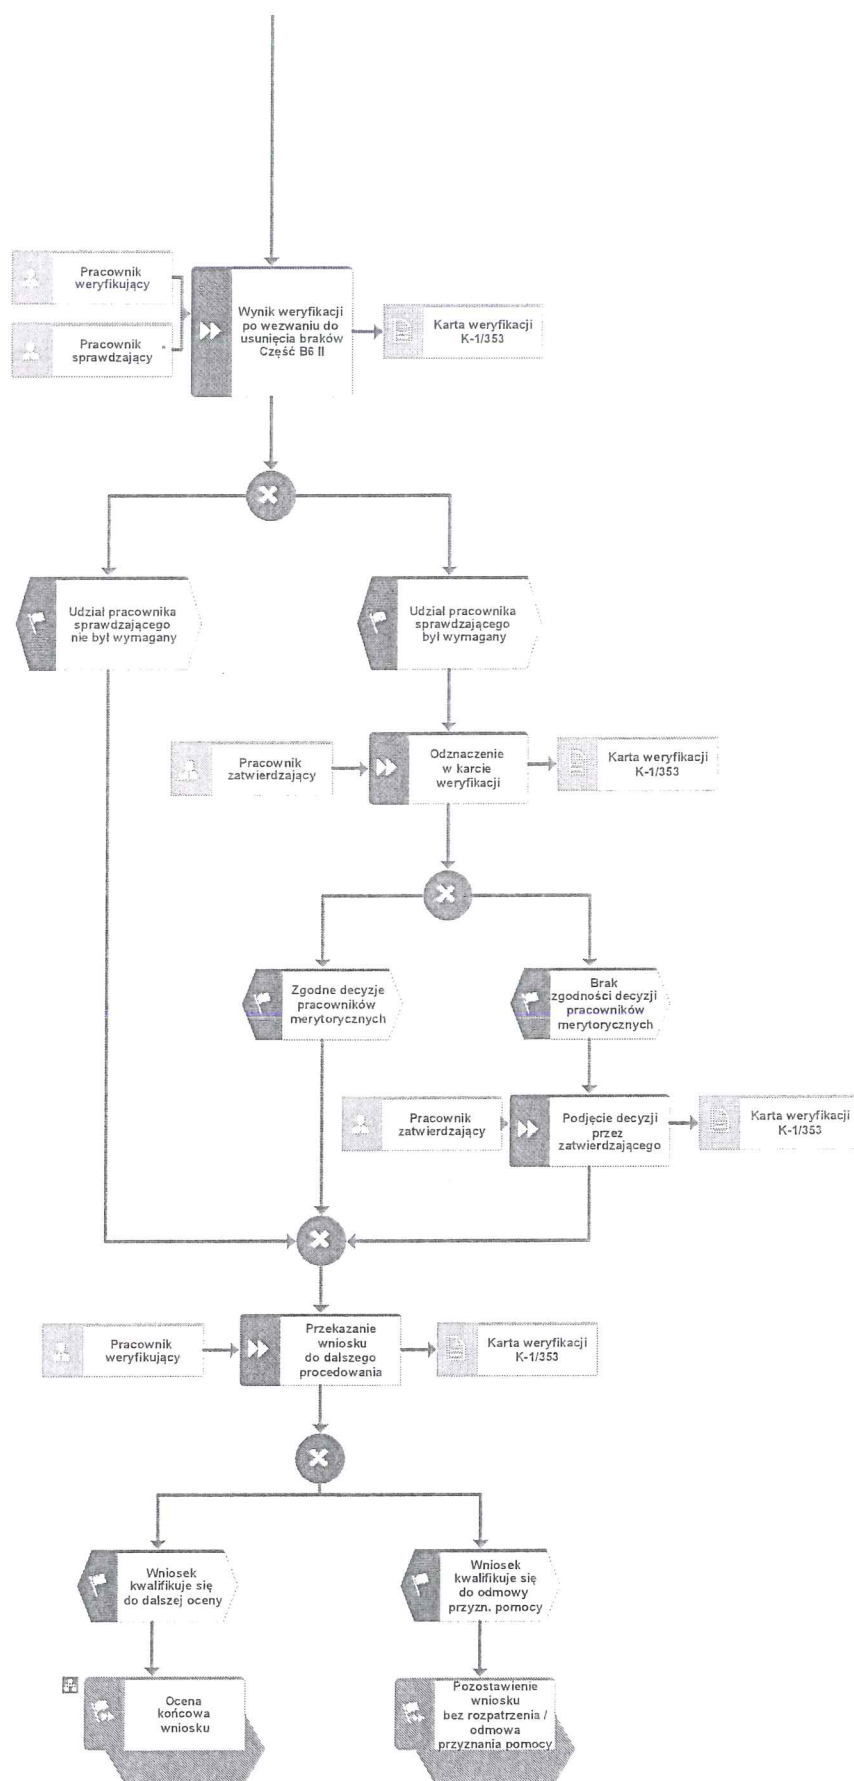 Pracownik
weryfikujący
Pracownik
sprawdzający
Wynik weryfikacji
po wezwaniu do
usunięcia braków
Część B6 II
Karta weryfikacji
K-1/353
Udział pracownika
sprawdzającego
nie był wymagany
Udział pracownika
sprawdzającego
był wymagany
Pracownik
zatwierdzający
Odznaczenie
w karcie
weryfikacji
Karta weryfikacji
K-1/353
Zgodne decyzje
pracowników
merytorycznych
Brak
zgodności decyzji
pracowników
merytorycznych
Pracownik
zatwierdzający
Podjęcie decyzji
przez
zatwierdzającego
Karta weryfikacji
K-1/353
Pracownik
weryfikujący
Przekazanie
wniosku
do dalszego
procedowania
Karta weryfikacji
K-1/353
Wniosek
kwalifikuje się
do dalszej oceny
Wniosek
kwalifikuje się
do odmowy
przyzn. pomocy
Ocena
końcowa
wniosku
Pozostawienie
wniosku
bez rozpatrzenia /
odmowa
przyznania pomocy